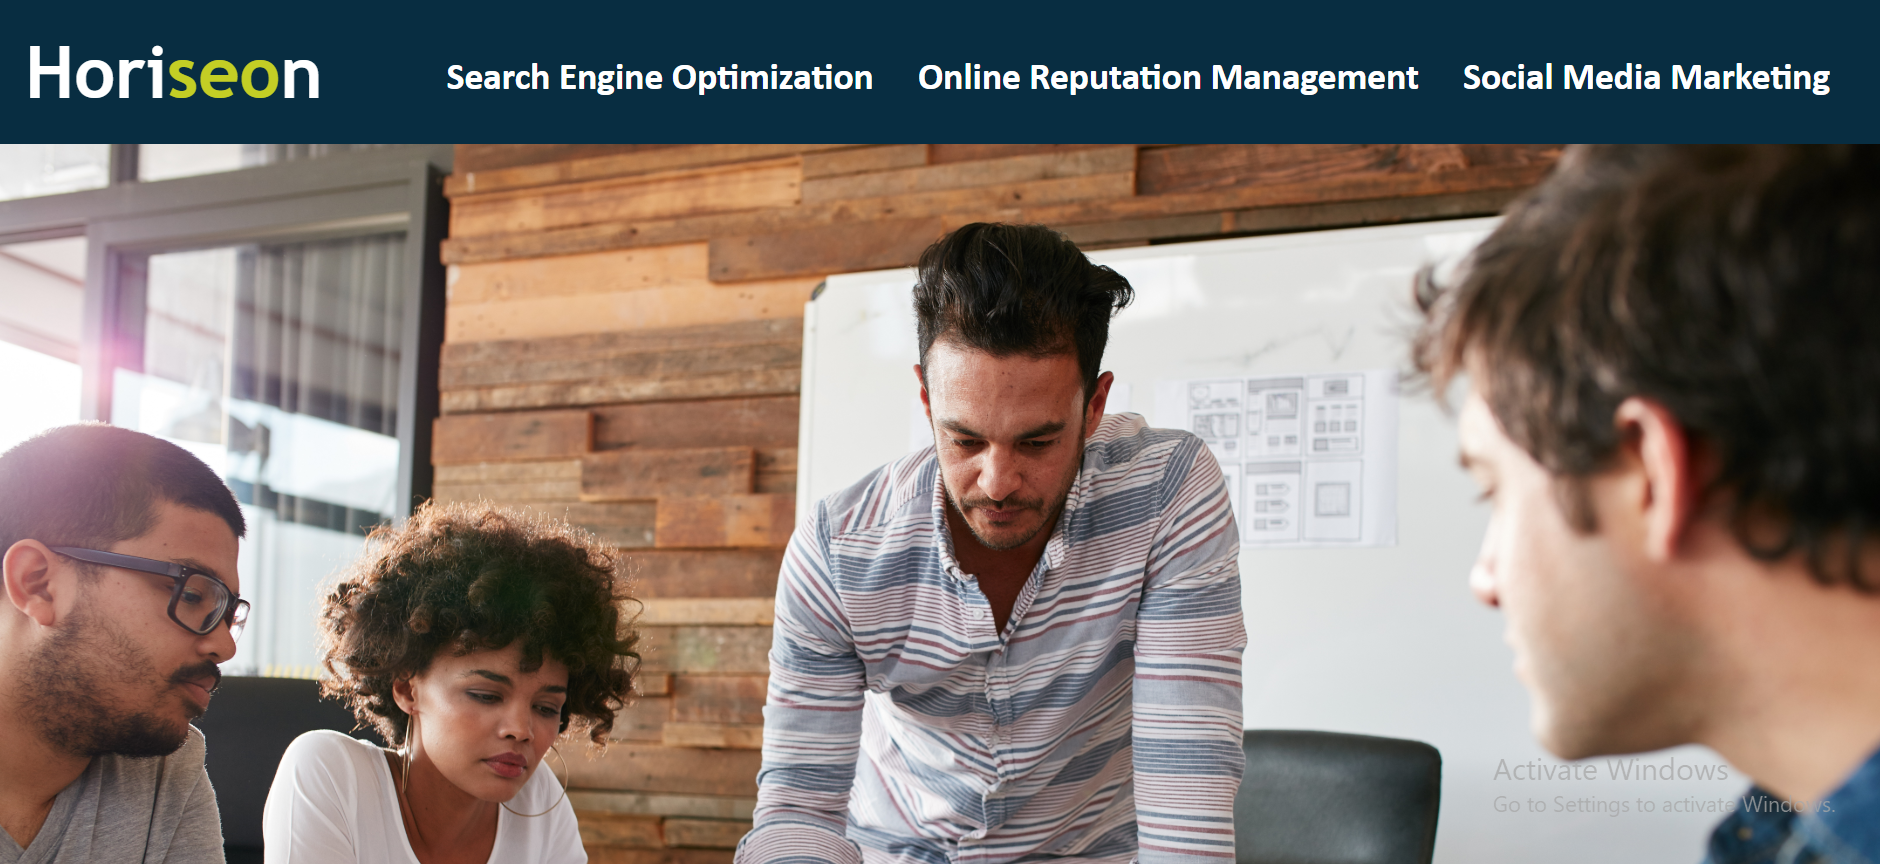 Horiseon
Search Engine Optimization
Online Reputation Management
Social Media Marketing
Activate Windows
Go to Settings to activate Windows.